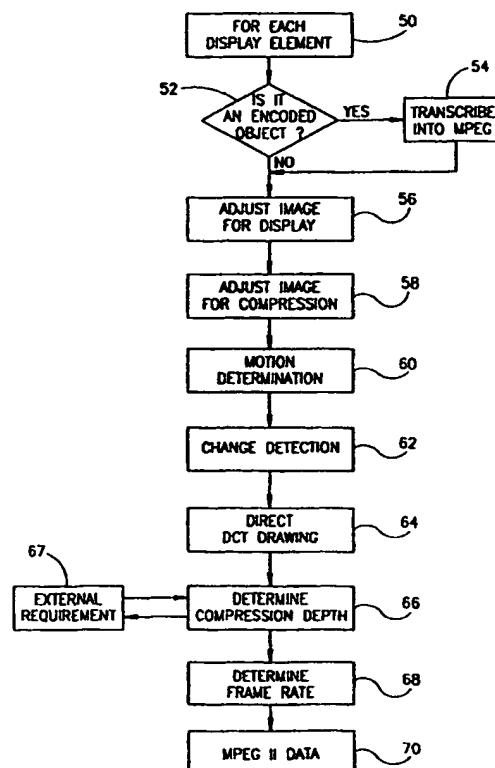 FOR EACH
DISPLAY ELEMENT
50
52
IS IT
AN ENCODED
OBJECT ?
YES
54
TRANSCRIBE
INTO MPEG
NO
ADJUST IMAGE
FOR DISPLAY
56
ADJUST IMAGE
FOR COMPRESSION
58
MOTION
DETERMINATION
60
CHANGE DETECTION
62
DIRECT
DCT DRAWING
64
67
EXTERNAL
REQUIREMENT
DETERMINE
COMPRESSION DEPTH
66
DETERMINE
FRAME RATE
68
MPEG II DATA
70